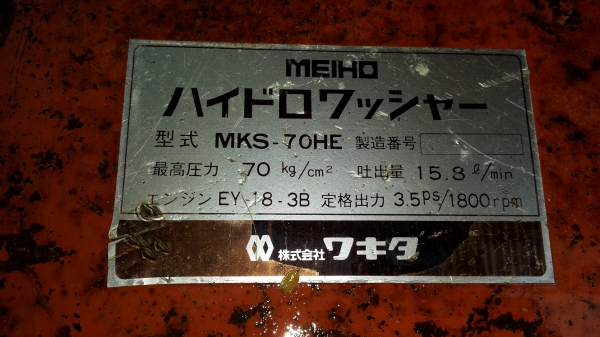 MEIHO
ハイドロワッシャー
型式 MKS-70HE 製造番号
最高圧力 70 kg/cm² 吐出量 15.8 ℓ/min
エンジン EY-18-3B 定格出力 3.5ps/1800rpm
株式会社 ワキタ